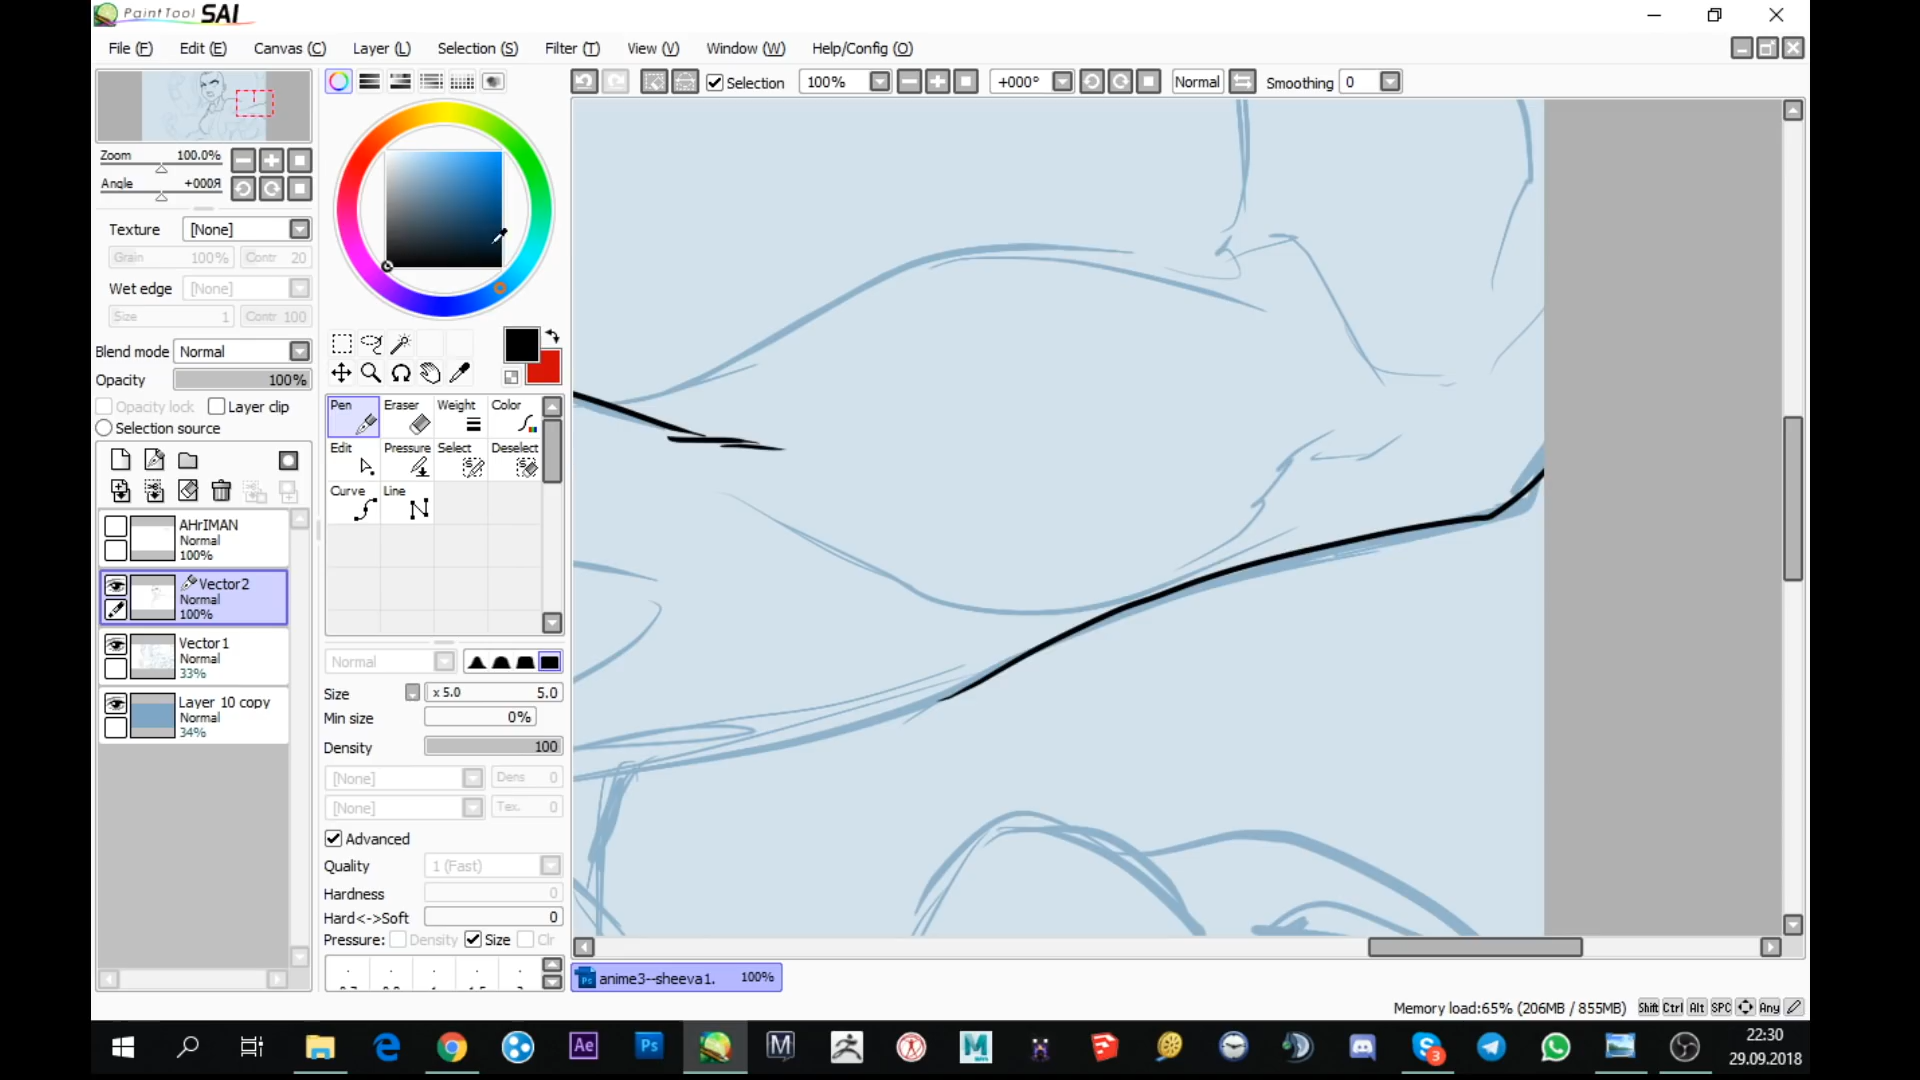 PaintTool SAI
File (F) Edit (E) Canvas (C) Layer (L) Selection (S) Filter (T) View (V) Window (W) Help/Config (O)
Selection 100% +000° Normal Smoothing 0
Zoom 100.0%
Angle +000Я
Texture [None]
Grain 100% Contr 20
Wet edge [None]
Size 1 Contr 100
Blend mode Normal
Opacity 100%
Opacity lock Layer clip
Selection source
AHrIMAN
Normal
100%
Vector2
Normal
100%
Vector1
Normal
33%
Layer 10 copy
Normal
34%
Pen Eraser Weight Color
Edit Pressure Select Deselect
Curve Line
Normal
Size x 5.0 5.0
Min size 0%
Density 100
[None] Dens 0
[None] Tex. 0
Advanced
Quality 1 (Fast)
Hardness 0
Hard<->Soft 0
Pressure: Density Size Clr
anime3--sheeva1. 100%
Memory load:65% (206MB / 855MB) Shift Ctrl Alt SPC Any
Ae Ps M M 3
22:30
29.09.2018